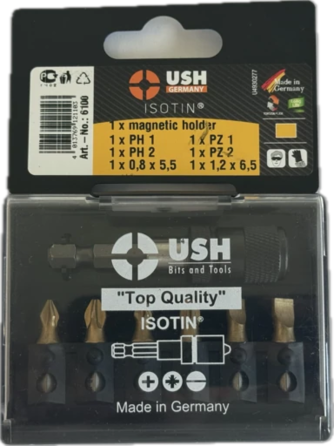 USH
GERMANY
ISOTIN®
Made in
Germany
Art.-No.: 6100
1 x magnetic holder
1 x PH 1 1 x PZ 1
1 x PH 2 1 x PZ 2
1 x 0,8 x 5,5 1 x 1,2 x 6,5
USH
Bits and Tools
"Top Quality"
ISOTIN®
Made in Germany